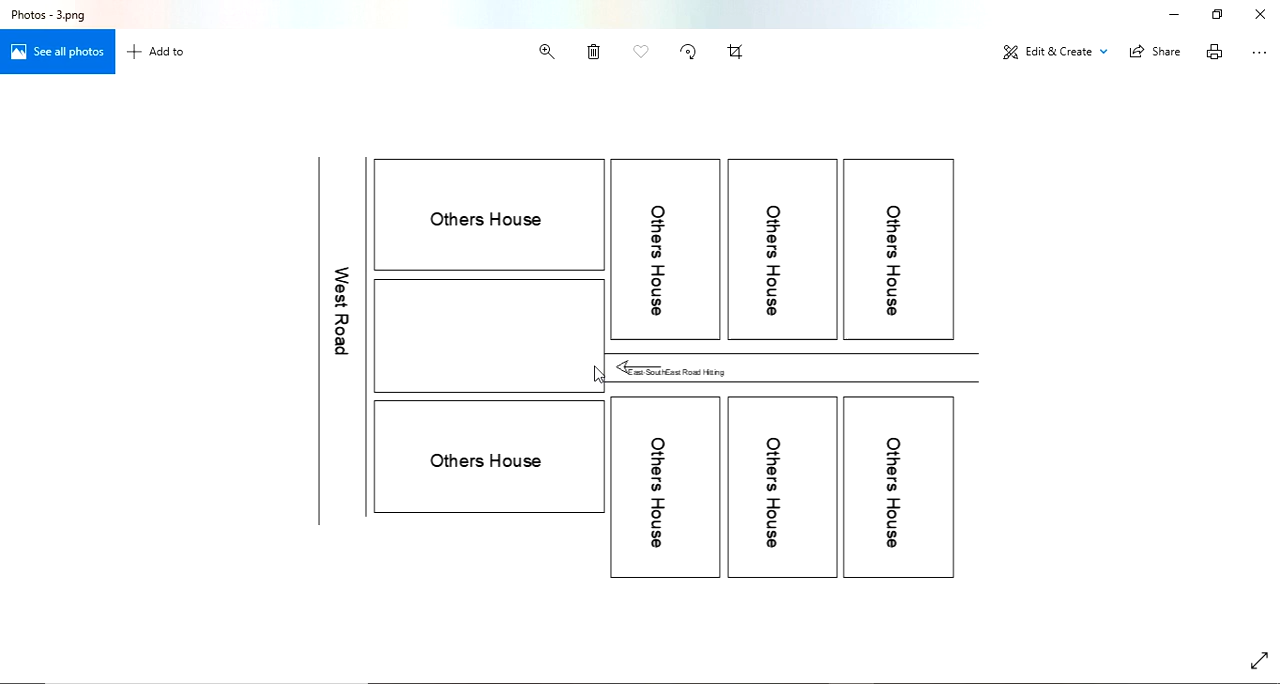 Photos - 3.png
See all photos
Add to
Edit & Create
Share
Others House
Others House
Others House
Others House
West Road
East-SouthEast Road Hitting
Others House
Others House
Others House
Others House